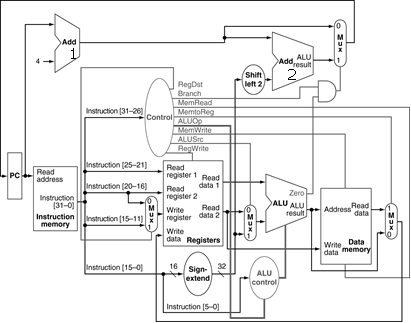 0
M
u
x
1
Add
1
4
Add
2
ALU
result
Shift
left 2
RegDst
Branch
MemRead
MemtoReg
ALUOp
MemWrite
ALUSrc
RegWrite
Control
Instruction [31–26]
PC
Read
address
Instruction
[31–0]
Instruction
memory
Instruction [25–21]
Instruction [20–16]
Instruction [15–11]
0
M
u
x
1
Read
register 1
Read
register 2
Write
register
Write
data
Read
data 1
Read
data 2
Registers
0
M
u
x
1
Zero
ALU
ALU
result
Address
Read
data
Write
data
Data
memory
1
M
u
x
0
Instruction [15–0]
16
Sign-
extend
32
ALU
control
Instruction [5–0]